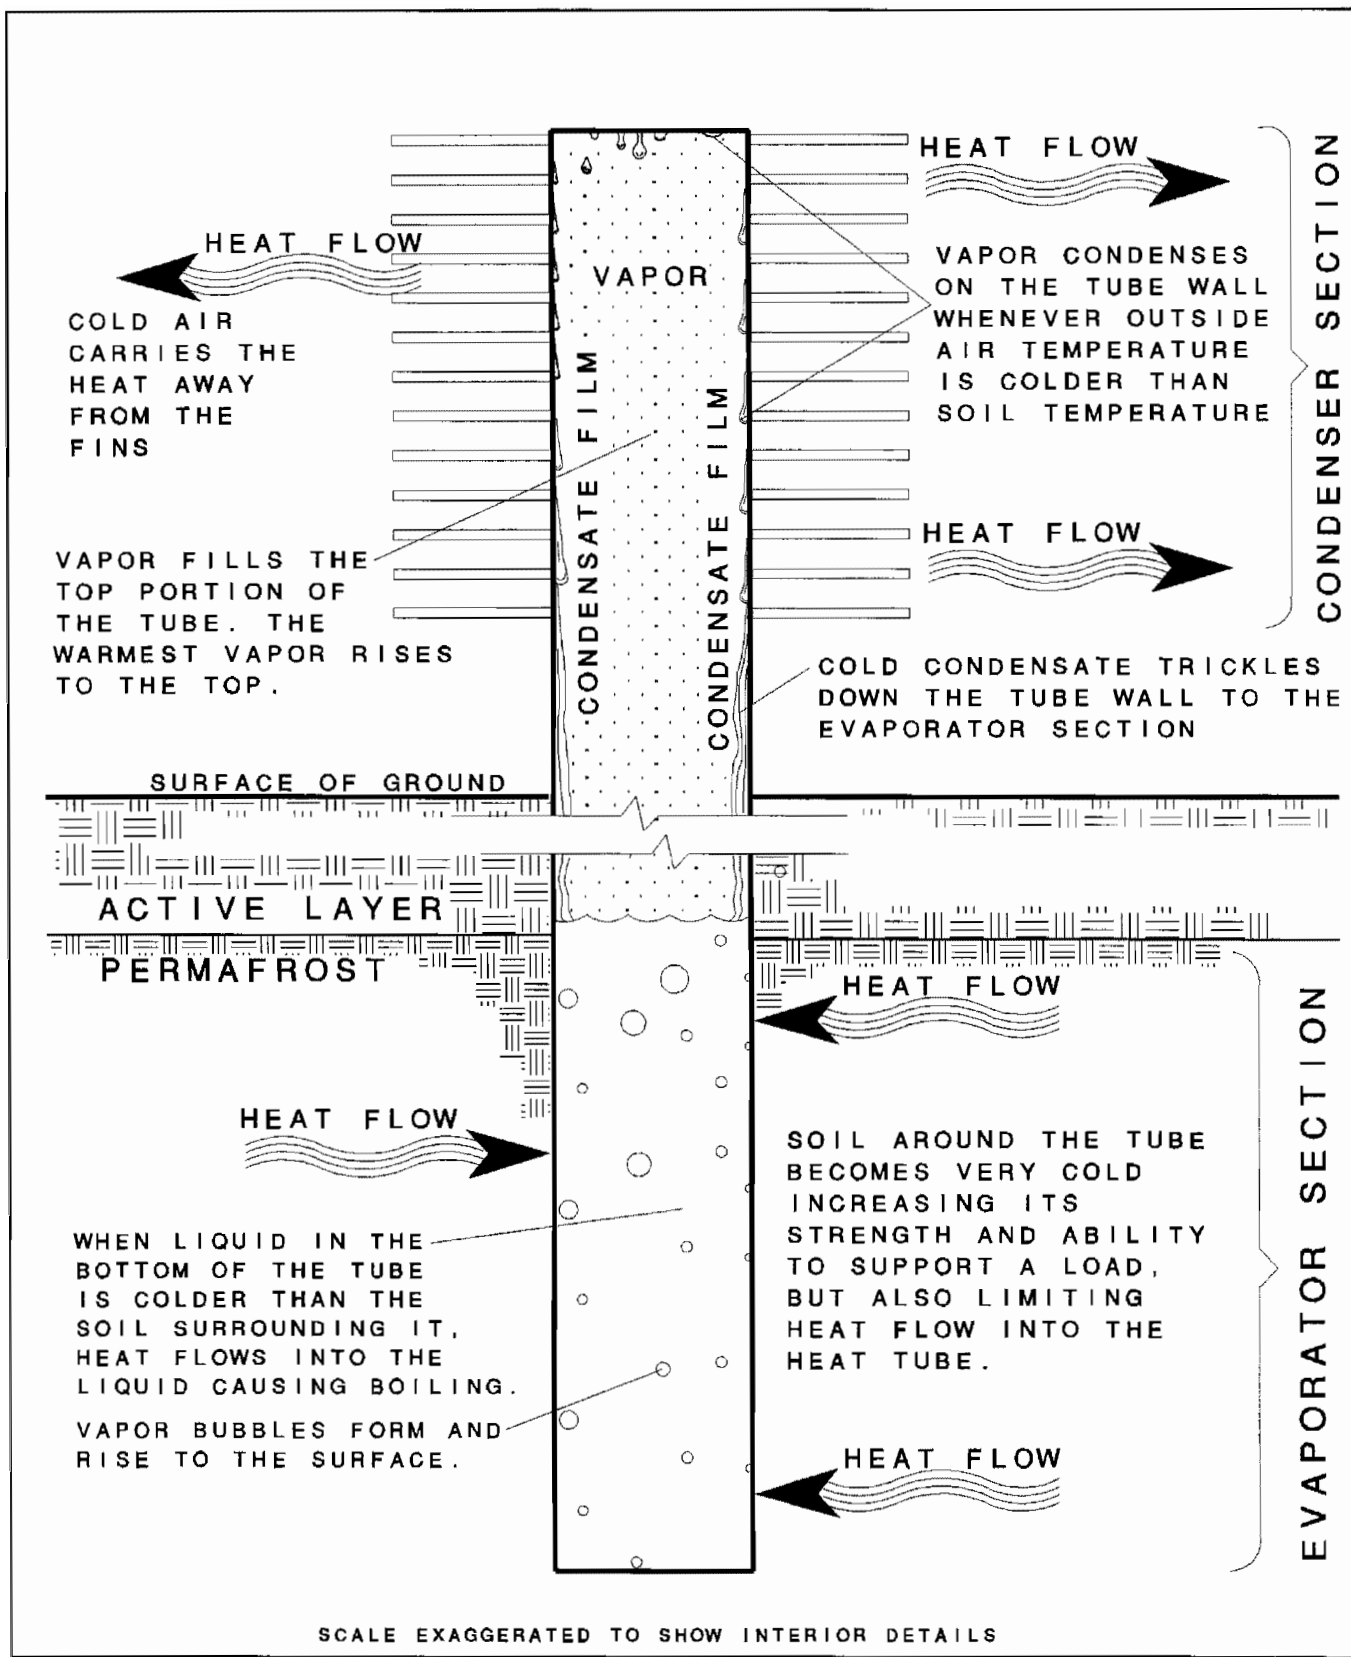 HEAT FLOW
HEAT FLOW
COLD AIR
CARRIES THE
HEAT AWAY
FROM THE
FINS
VAPOR
VAPOR CONDENSES
ON THE TUBE WALL
WHENEVER OUTSIDE
AIR TEMPERATURE
IS COLDER THAN
SOIL TEMPERATURE
CONDENSER SECTION
CONDENSATE FILM
CONDENSATE FILM
HEAT FLOW
VAPOR FILLS THE
TOP PORTION OF
THE TUBE. THE
WARMEST VAPOR RISES
TO THE TOP.
COLD CONDENSATE TRICKLES
DOWN THE TUBE WALL TO THE
EVAPORATOR SECTION
SURFACE OF GROUND
ACTIVE LAYER
PERMAFROST
HEAT FLOW
HEAT FLOW
SOIL AROUND THE TUBE
BECOMES VERY COLD
INCREASING ITS
STRENGTH AND ABILITY
TO SUPPORT A LOAD,
BUT ALSO LIMITING
HEAT FLOW INTO THE
HEAT TUBE.
EVAPORATOR SECTION
WHEN LIQUID IN THE
BOTTOM OF THE TUBE
IS COLDER THAN THE
SOIL SURROUNDING IT,
HEAT FLOWS INTO THE
LIQUID CAUSING BOILING.
VAPOR BUBBLES FORM AND
RISE TO THE SURFACE.
HEAT FLOW
SCALE EXAGGERATED TO SHOW INTERIOR DETAILS